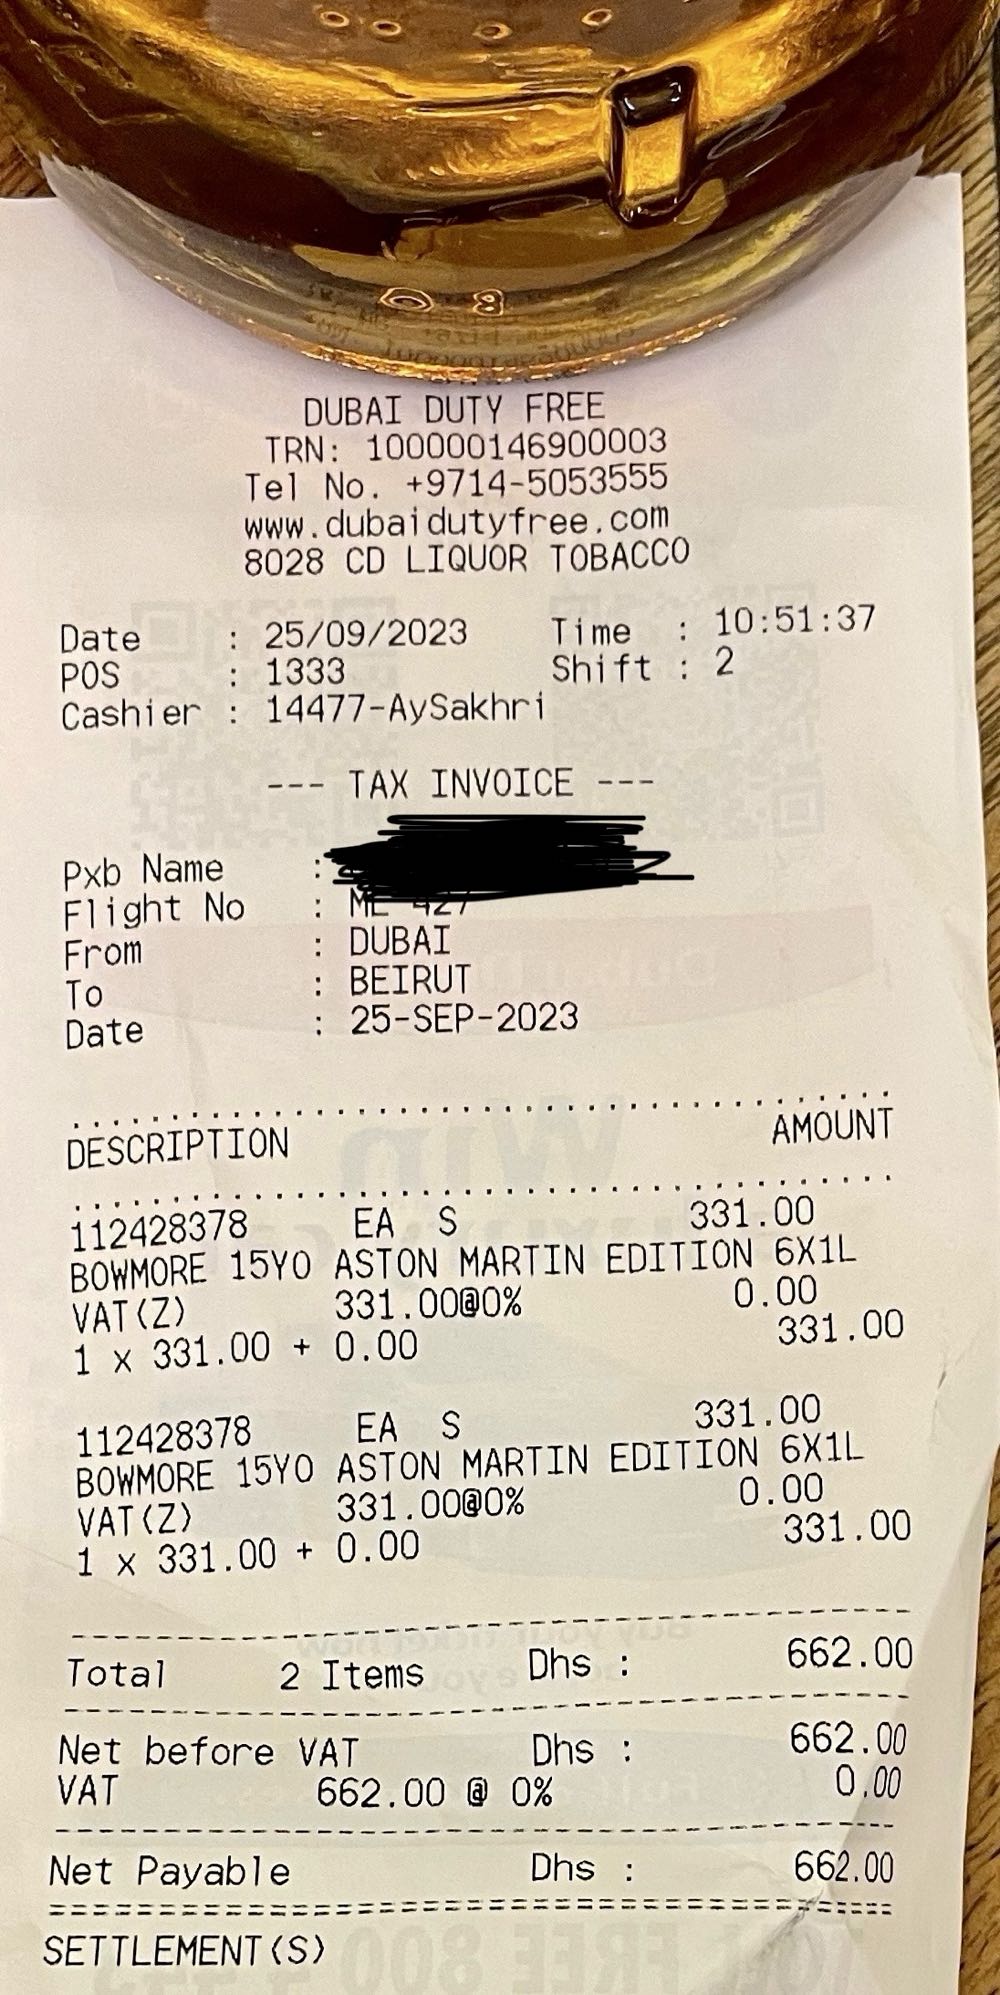 DUBAI DUTY FREE
TRN: 100000146900003
Tel No. +9714-5053555
www.dubaidutyfree.com
8028 CD LIQUOR TOBACCO
Date : 25/09/2023 Time : 10:51:37
POS : 1333 Shift : 2
Cashier : 14477-AySakhri
--- TAX INVOICE ---
Pxb Name :
Flight No : ME 427
From : DUBAI
To : BEIRUT
Date : 25-SEP-2023
DESCRIPTION AMOUNT
112428378 EA S 331.00
BOWMORE 15YO ASTON MARTIN EDITION 6X1L
VAT(Z) 331.00@0% 0.00
1 x 331.00 + 0.00 331.00
112428378 EA S 331.00
BOWMORE 15YO ASTON MARTIN EDITION 6X1L
VAT(Z) 331.00@0% 0.00
1 x 331.00 + 0.00 331.00
Total 2 Items Dhs : 662.00
Net before VAT Dhs : 662.00
VAT 662.00 @ 0% 0.00
Net Payable Dhs : 662.00
SETTLEMENT(S)